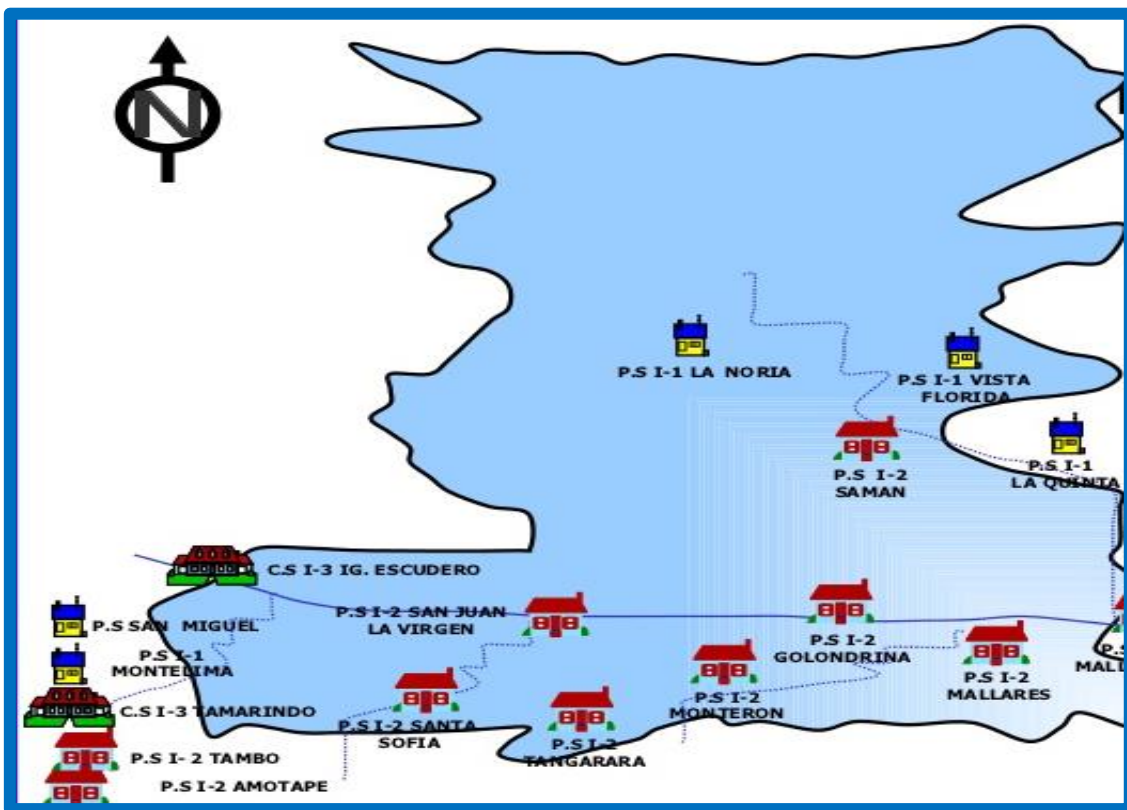 N
P.S I-1 LA NORIA
P.S I-1 VISTA
FLORIDA
P.S I-2
SAMAN
P.S I-1
LA QUINTA
C.S I-3 IG. ESCUDERO
P.S SAN MIGUEL
P.S I-2 SAN JUAN
LA VIRGEN
P.S I-2
GOLONDRINA
P.S I-1
MONTELIMA
P.S I-2
MALLARES
P.S I-2
MONTERON
C.S I-3 TAMARINDO
P.S I-2 SANTA
SOFIA
P.S I-2
TANGARARA
P.S I- 2 TAMBO
P.S I-2 AMOTAPE